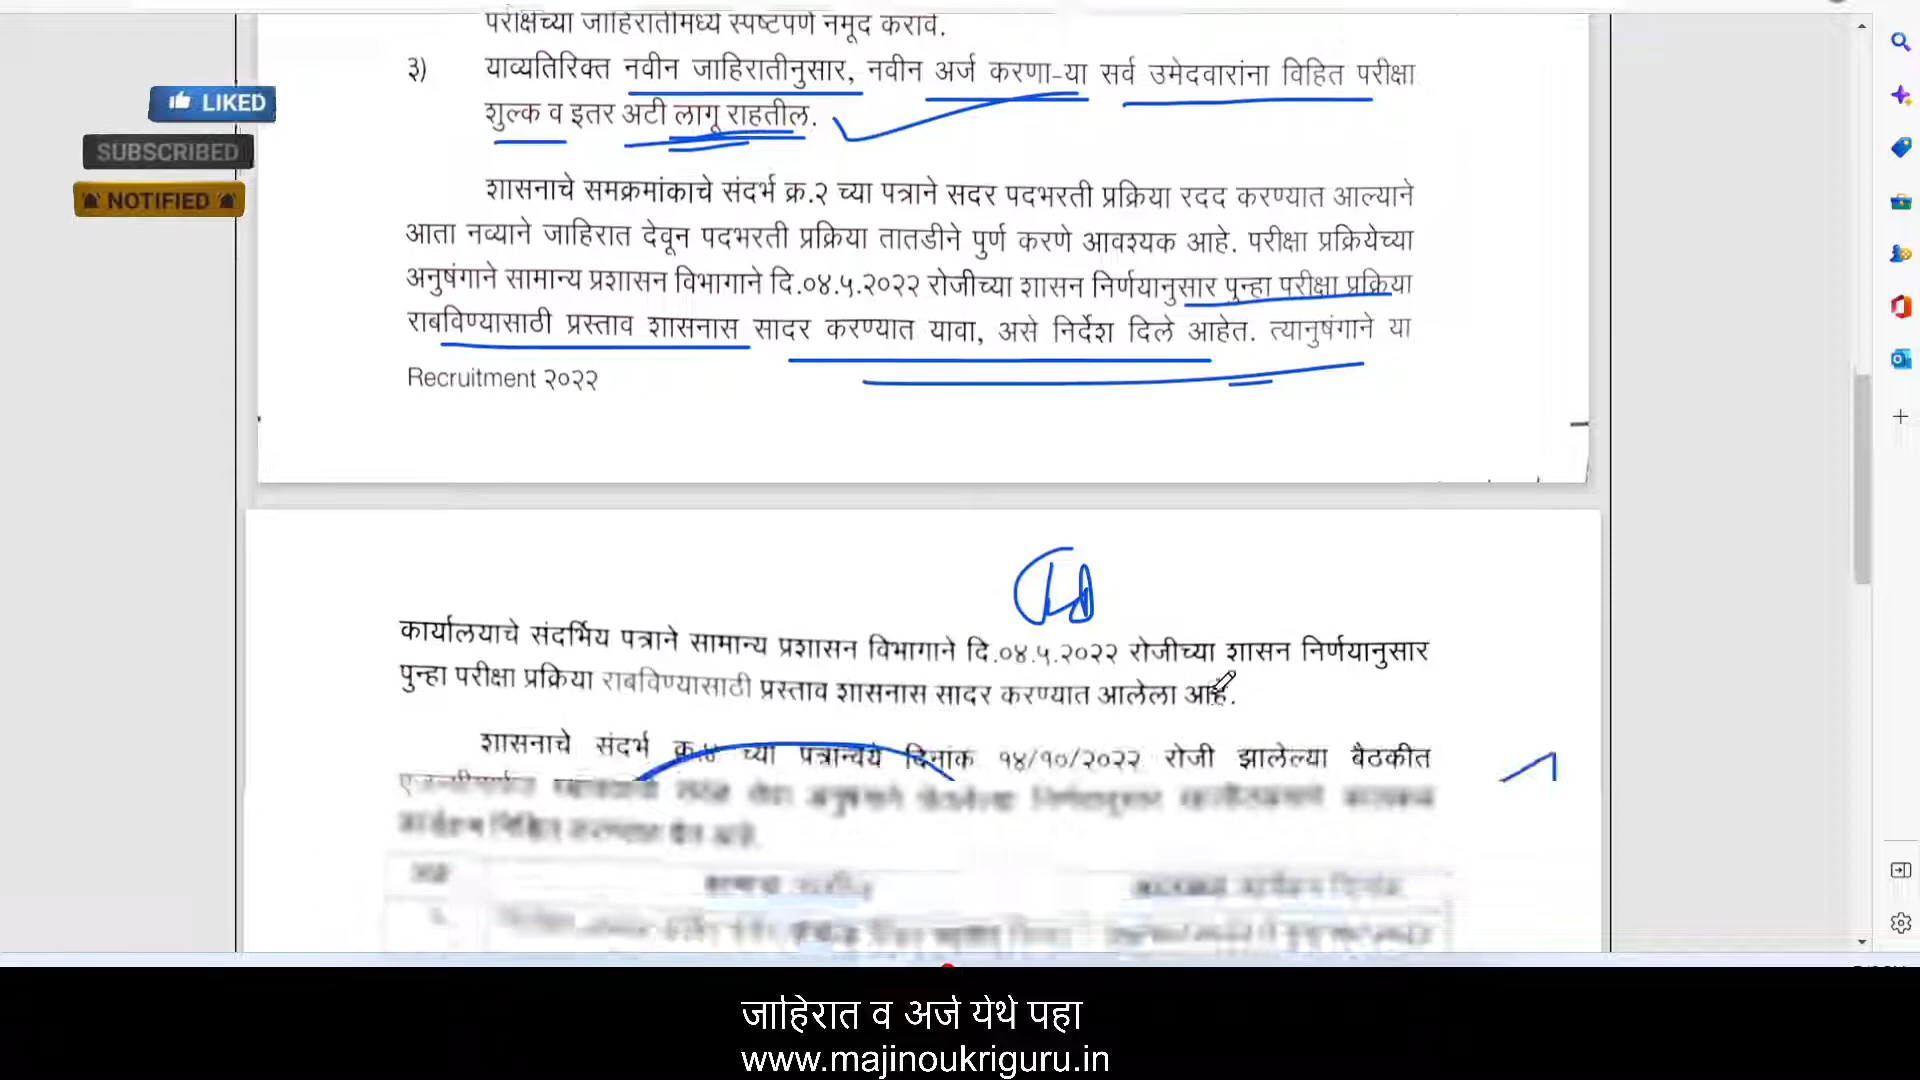 परीक्षेच्या जाहिरातीमध्ये स्पष्टपणे नमूद करावे.
३) याव्यतिरिक्त नवीन जाहिरातीनुसार, नवीन अर्ज करणा-या सर्व उमेदवारांना विहित परीक्षा
शुल्क व इतर अटी लागू राहतील.
LIKED
SUBSCRIBED
NOTIFIED
शासनाचे समक्रमांकाचे संदर्भ क्र.२ च्या पत्राने सदर पदभरती प्रक्रिया रदद करण्यात आल्याने
आता नव्याने जाहिरात देवून पदभरती प्रक्रिया तातडीने पुर्ण करणे आवश्यक आहे. परीक्षा प्रक्रियेच्या
अनुषंगाने सामान्य प्रशासन विभागाने दि.०४.५.२०२२ रोजीच्या शासन निर्णयानुसार पुन्हा परीक्षा प्रक्रिया
राबविण्यासाठी प्रस्ताव शासनास सादर करण्यात यावा, असे निर्देश दिले आहेत. त्यानुषंगाने या
Recruitment २०२२
कार्यालयाचे संदर्भिय पत्राने सामान्य प्रशासन विभागाने दि.०४.५.२०२२ रोजीच्या शासन निर्णयानुसार
पुन्हा परीक्षा प्रक्रिया राबविण्यासाठी प्रस्ताव शासनास सादर करण्यात आलेला आहे.
शासनाचे संदर्भ क्र.४ च्या पत्रान्वये दिनांक १४/१०/२०२२ रोजी झालेल्या बैठकीत
जाहिरात व अर्ज येथे पहा
www.majinoukriguru.in